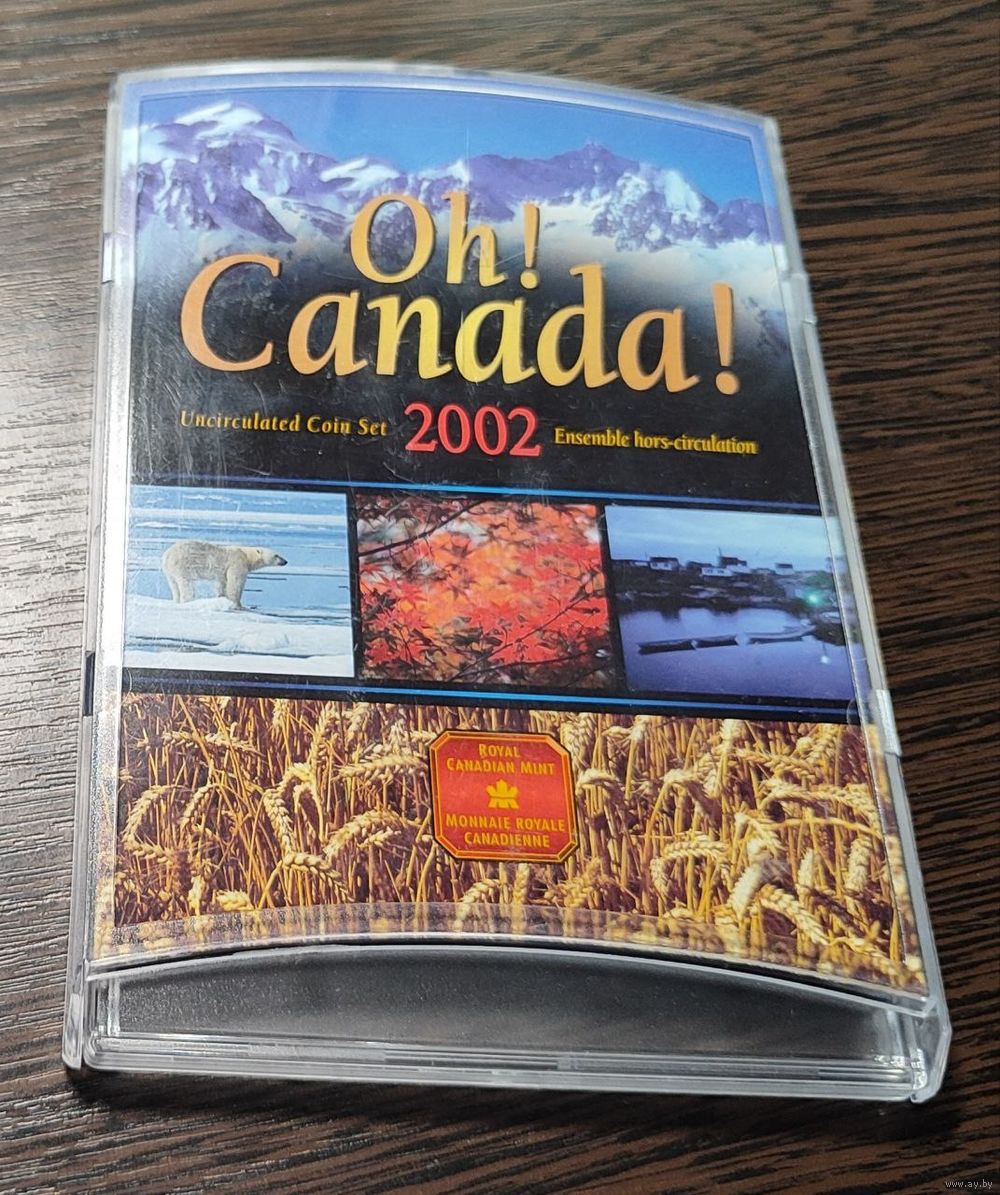 Oh!
Canada!
Uncirculated Coin Set 2002 Ensemble hors-circulation
ROYAL
CANADIAN MINT
MONNAIE ROYALE
CANADIENNE
www.ay.by